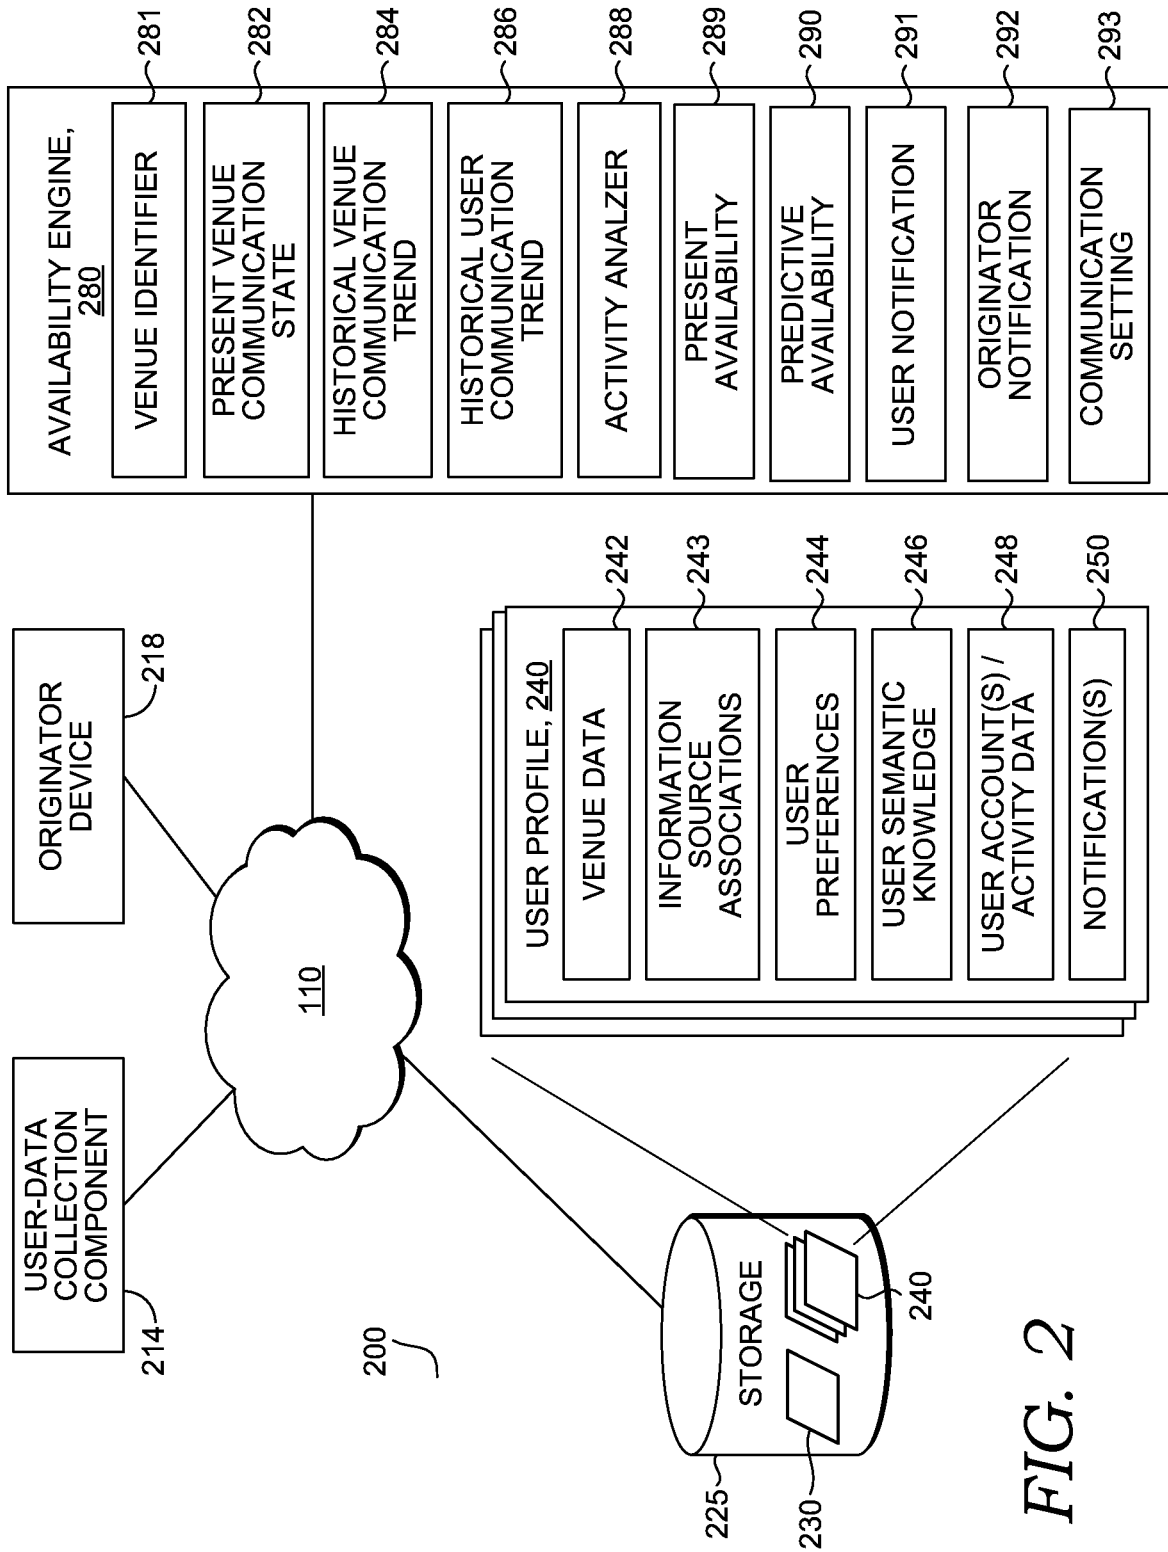 USER-DATA
COLLECTION
COMPONENT
214
ORIGINATOR
DEVICE
218
110
200
225
STORAGE
230
240
USER PROFILE, 240
VENUE DATA
242
INFORMATION
SOURCE
ASSOCIATIONS
243
USER
PREFERENCES
244
USER SEMANTIC
KNOWLEDGE
246
USER ACCOUNT(S) /
ACTIVITY DATA
248
NOTIFICATION(S)
250
AVAILABILITY ENGINE,
280
VENUE IDENTIFIER
281
PRESENT VENUE
COMMUNICATION
STATE
282
HISTORICAL VENUE
COMMUNICATION
TREND
284
HISTORICAL USER
COMMUNICATION
TREND
286
ACTIVITY ANALZER
288
PRESENT
AVAILABILITY
289
PREDICTIVE
AVAILABILITY
290
USER NOTIFICATION
291
ORIGINATOR
NOTIFICATION
292
COMMUNICATION
SETTING
293
FIG. 2